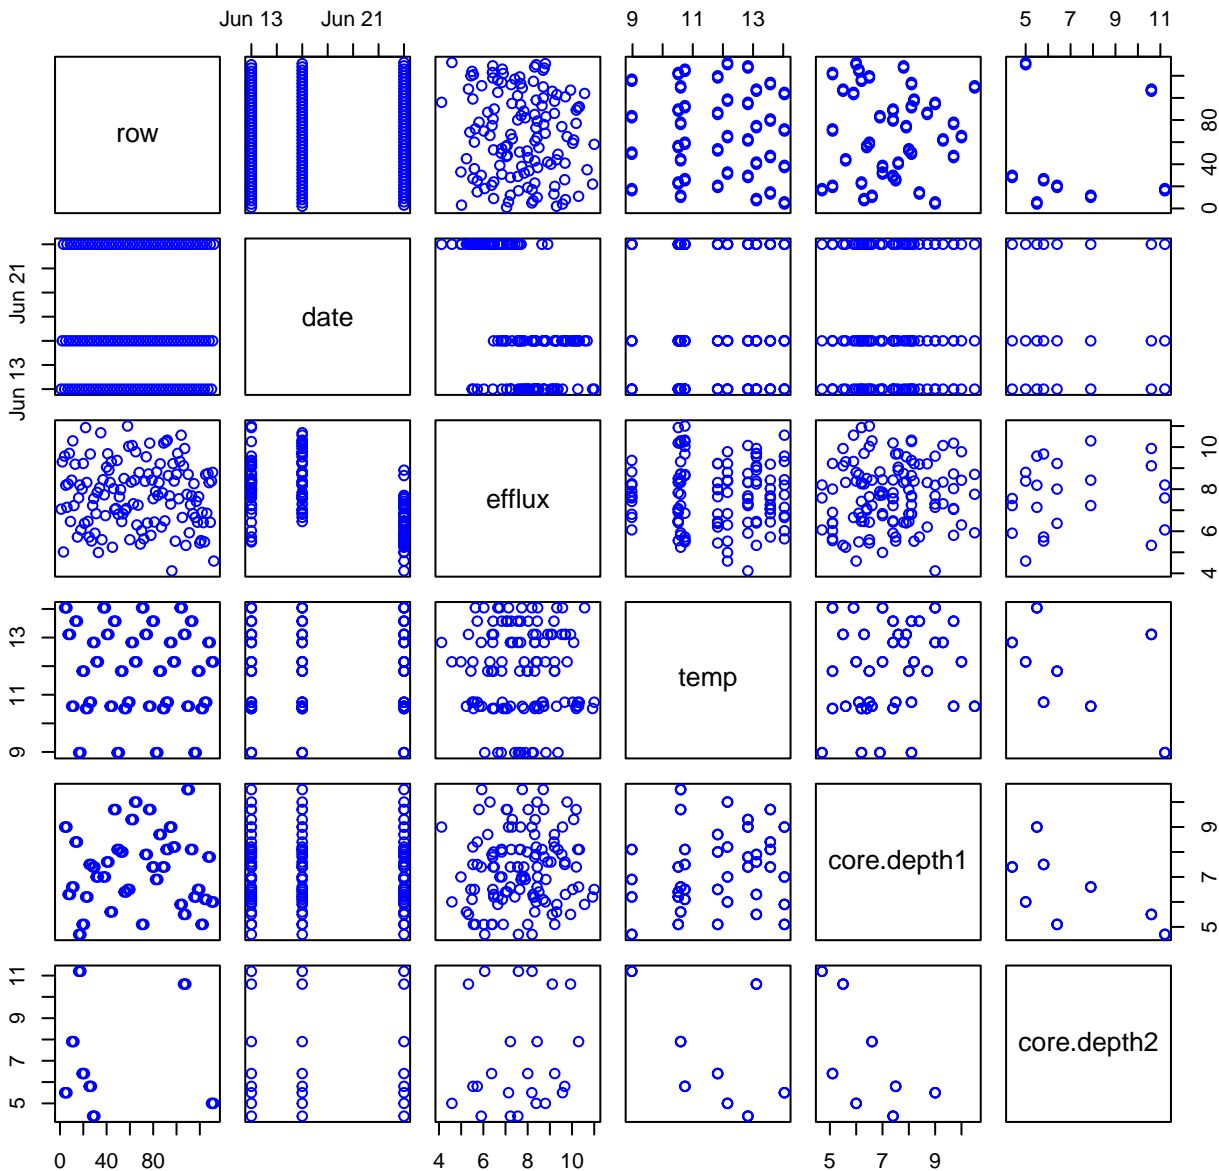 Jun 13 Jun 21 9 11 13 5 7 9 11
row 0 40 80
Jun 13 Jun 21 date
efflux 4 6 8 10
9 11 13 temp
core.depth1 5 7 9
5 7 9 11 core.depth2
0 40 80 4 6 8 10 5 7 9